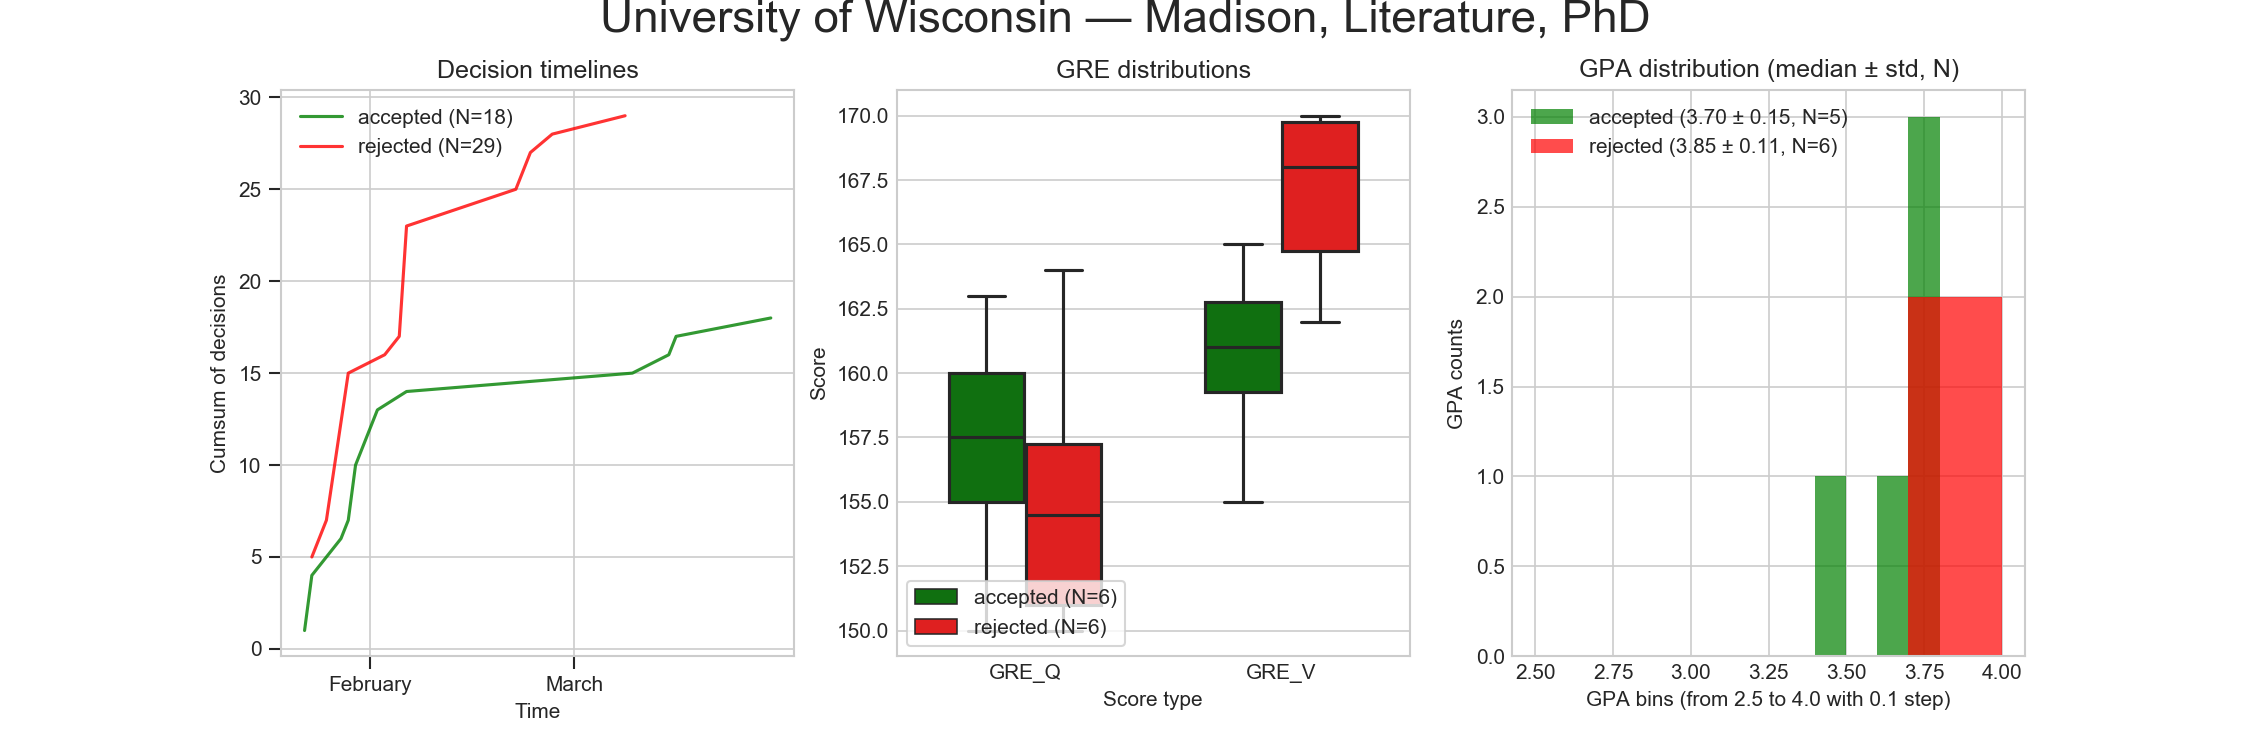 University of Wisconsin — Madison, Literature, PhD
Decision timelines
accepted (N=18)
rejected (N=29)
30
25
20
15
10
5
0
Cumsum of decisions
February
March
Time
GRE distributions
170.0
167.5
165.0
162.5
160.0
157.5
155.0
152.5
150.0
Score
accepted (N=6)
rejected (N=6)
GRE_Q
GRE_V
Score type
GPA distribution (median ± std, N)
accepted (3.70 ± 0.15, N=5)
rejected (3.85 ± 0.11, N=6)
3.0
2.5
2.0
1.5
1.0
0.5
0.0
GPA counts
2.50
2.75
3.00
3.25
3.50
3.75
4.00
GPA bins (from 2.5 to 4.0 with 0.1 step)